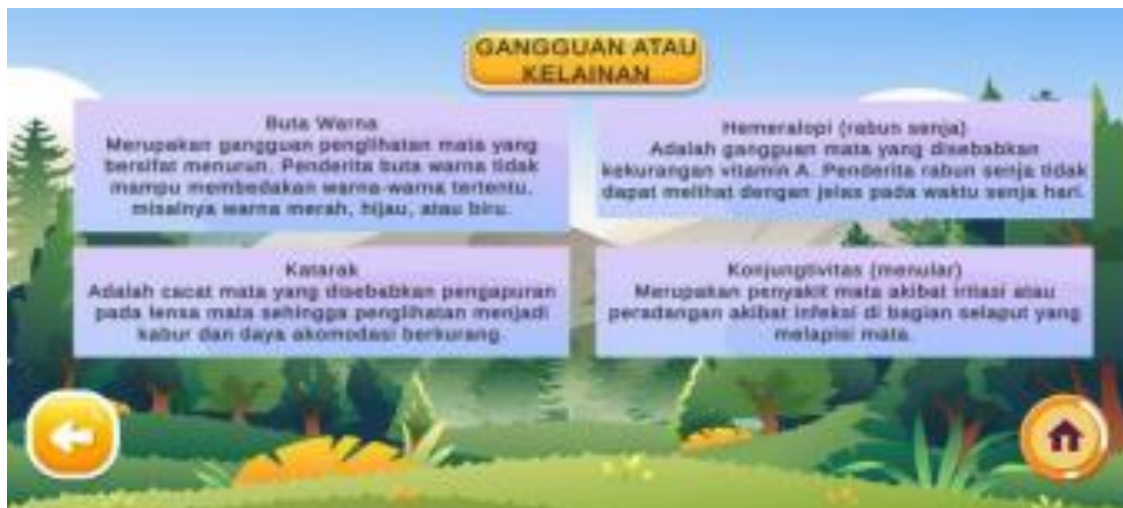 GANGGUAN ATAU
KELAINAN
Buta Warna
Merupakan gangguan penglihatan mata yang
bersifat menurun. Penderita buta warna tidak
mampu membedakan warna-warna tertentu,
misalnya warna merah, hijau, atau biru.
Hemeralopi (rabun senja)
Adalah gangguan mata yang disebabkan
kekurangan vitamin A. Penderita rabun senja tidak
dapat melihat dengan jelas pada waktu senja hari.
Katarak
Adalah cacat mata yang disebabkan pengapuran
pada lensa mata sehingga penglihatan menjadi
kabur dan daya akomodasi berkurang.
Konjungtivitas (menular)
Merupakan penyakit mata akibat iritasi atau
peradangan akibat infeksi di bagian selaput yang
melapisi mata.